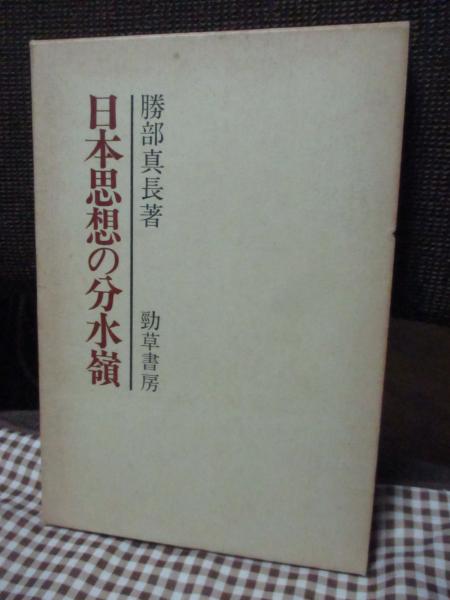 勝部真長著
勁草書房
日本思想の分水嶺